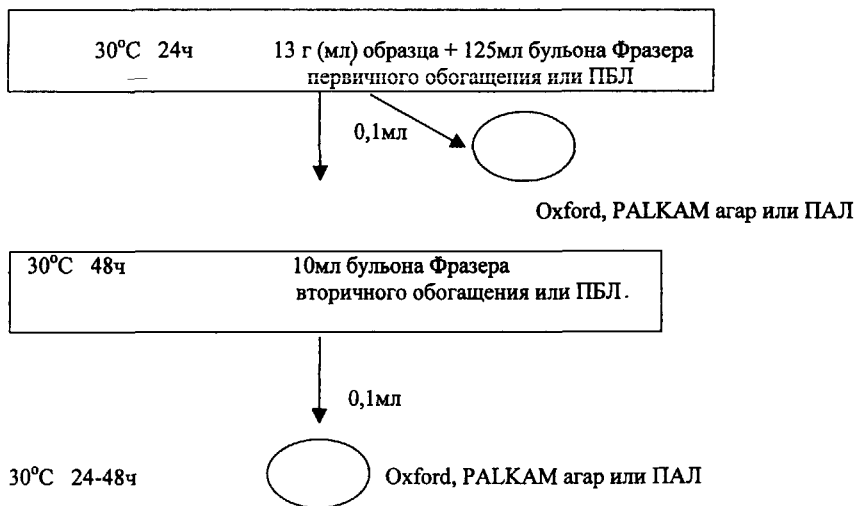 30°C 24ч 13 г (мл) образца + 125мл бульона Фразера
первичного обогащения или ПБЛ
0,1мл
Oxford, PALKAM агар или ПАЛ
30°C 48ч 10мл бульона Фразера
вторичного обогащения или ПБЛ.
0,1мл
30°C 24-48ч Oxford, PALKAM агар или ПАЛ